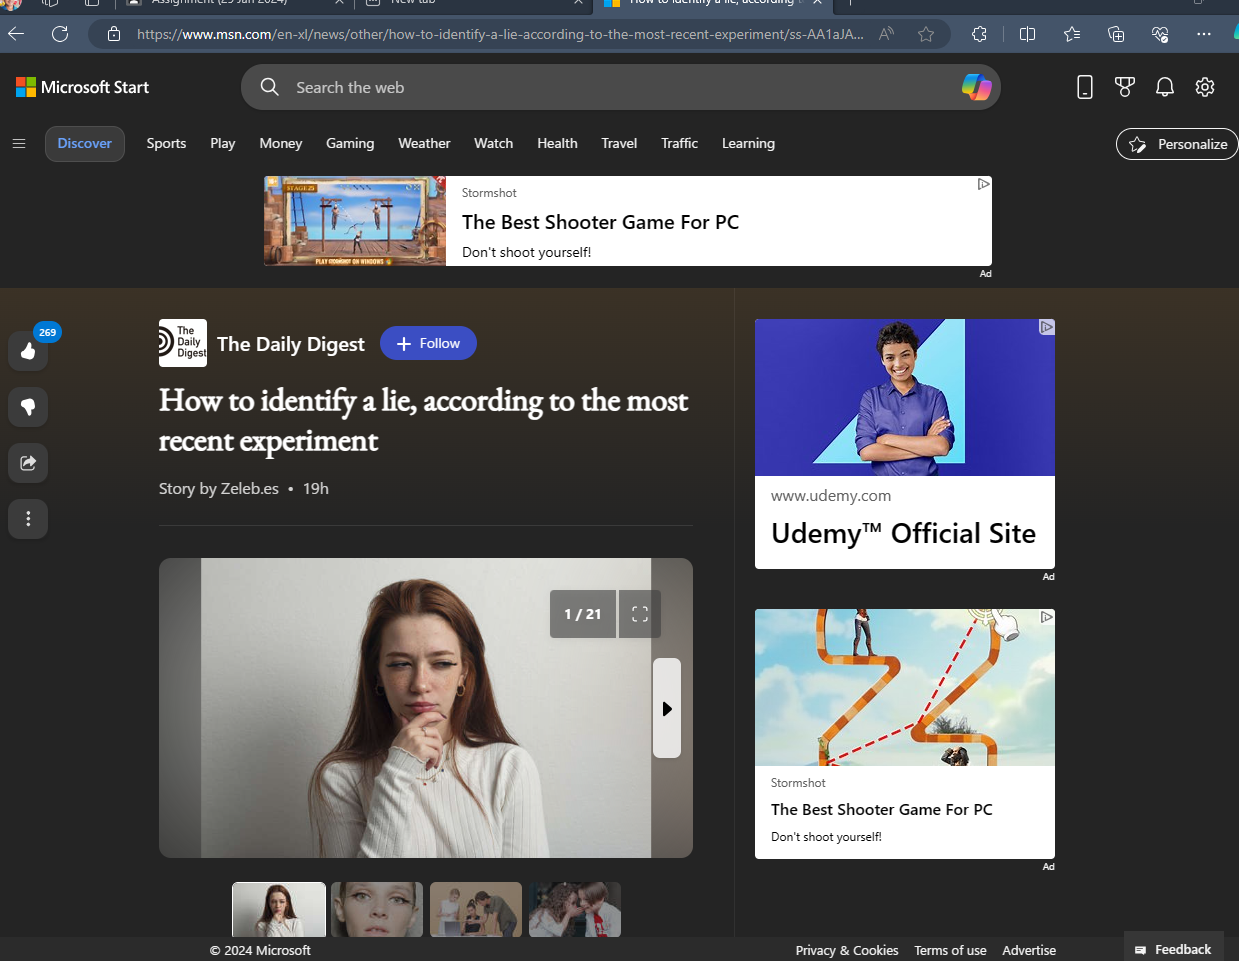 Assignment (29 Jan 2024)
New tab
How to identify a lie, according
https://www.msn.com/en-xl/news/other/how-to-identify-a-lie-according-to-the-most-recent-experiment/ss-AA1aJA...
Microsoft Start
Search the web
Discover
Sports
Play
Money
Gaming
Weather
Watch
Health
Travel
Traffic
Learning
Personalize
STAGE 25
PLAY STORMSHOT ON WINDOWS
Stormshot
The Best Shooter Game For PC
Don't shoot yourself!
Ad
269
The
Daily
Digest
The Daily Digest
Follow
How to identify a lie, according to the most
recent experiment
Story by Zeleb.es • 19h
1 / 21
www.udemy.com
Udemy™ Official Site
Ad
Stormshot
The Best Shooter Game For PC
Don't shoot yourself!
Ad
© 2024 Microsoft
Privacy & Cookies
Terms of use
Advertise
Feedback